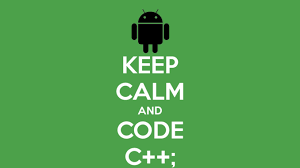 KEEP
CALM
AND
CODE
C++;